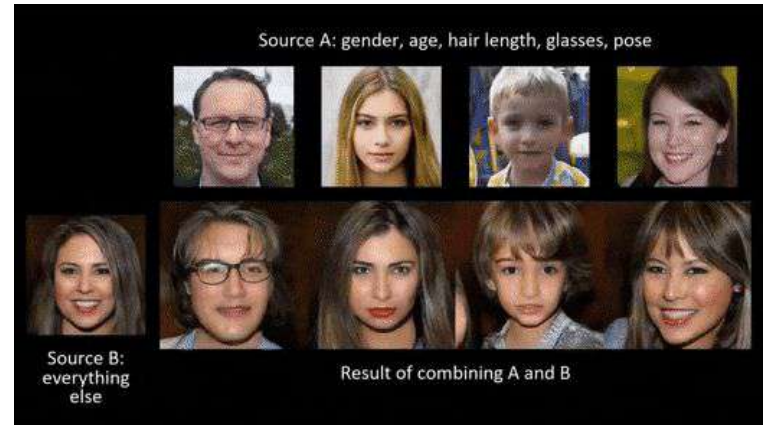 Source A: gender, age, hair length, glasses, pose
Source B:
everything
else
Result of combining A and B